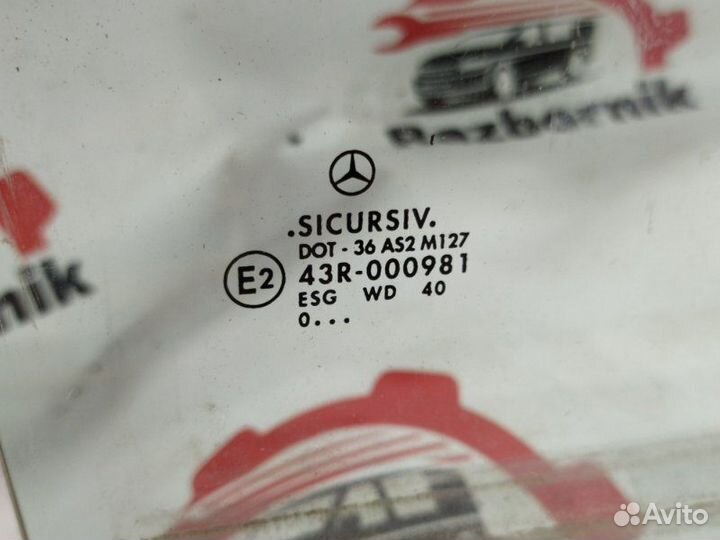 Razbornik
.SICURSIV.
DOT - 36 AS2 M127
E2 43R-000981
ESG WD 40
0...
nik
Avito